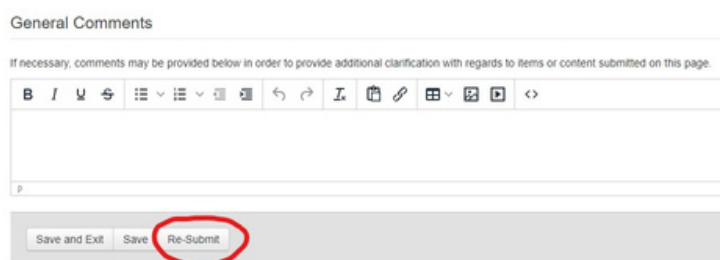 General Comments
If necessary, comments may be provided below in order to provide additional clarification with regards to items or content submitted on this page.
B I U S Ix <>
p
Save and Exit Save Re-Submit